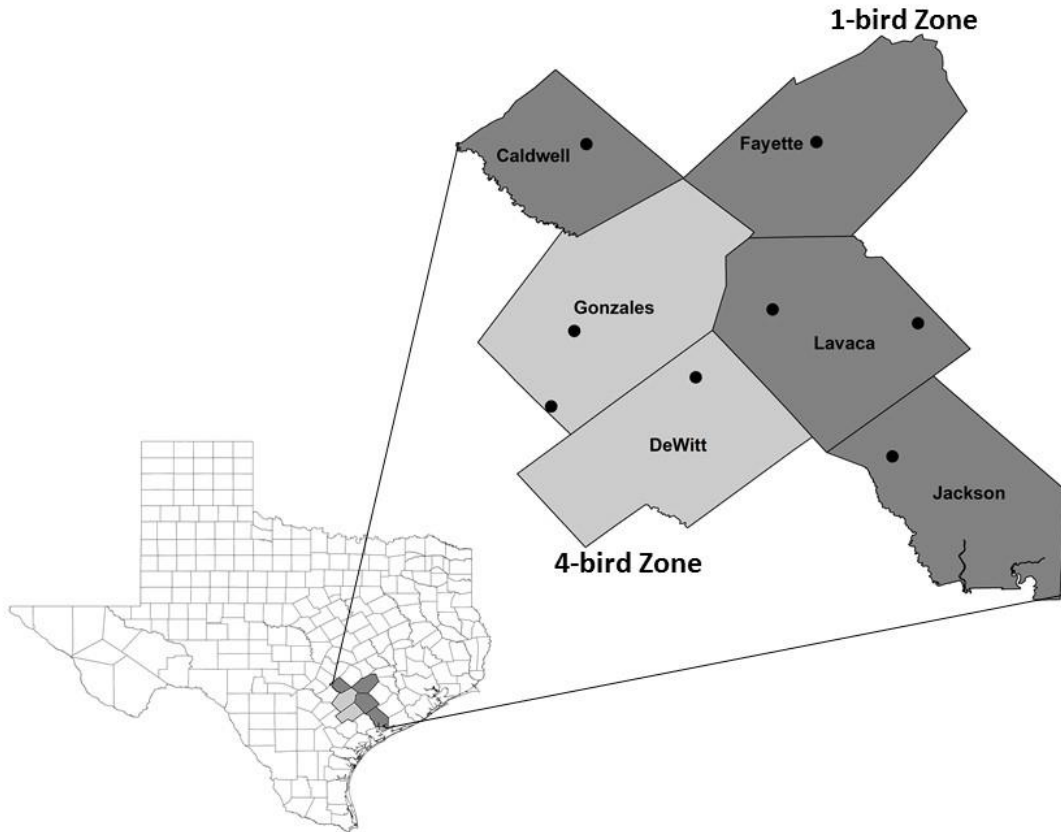 1-bird Zone
Caldwell
Fayette
Gonzales
Lavaca
DeWitt
Jackson
4-bird Zone